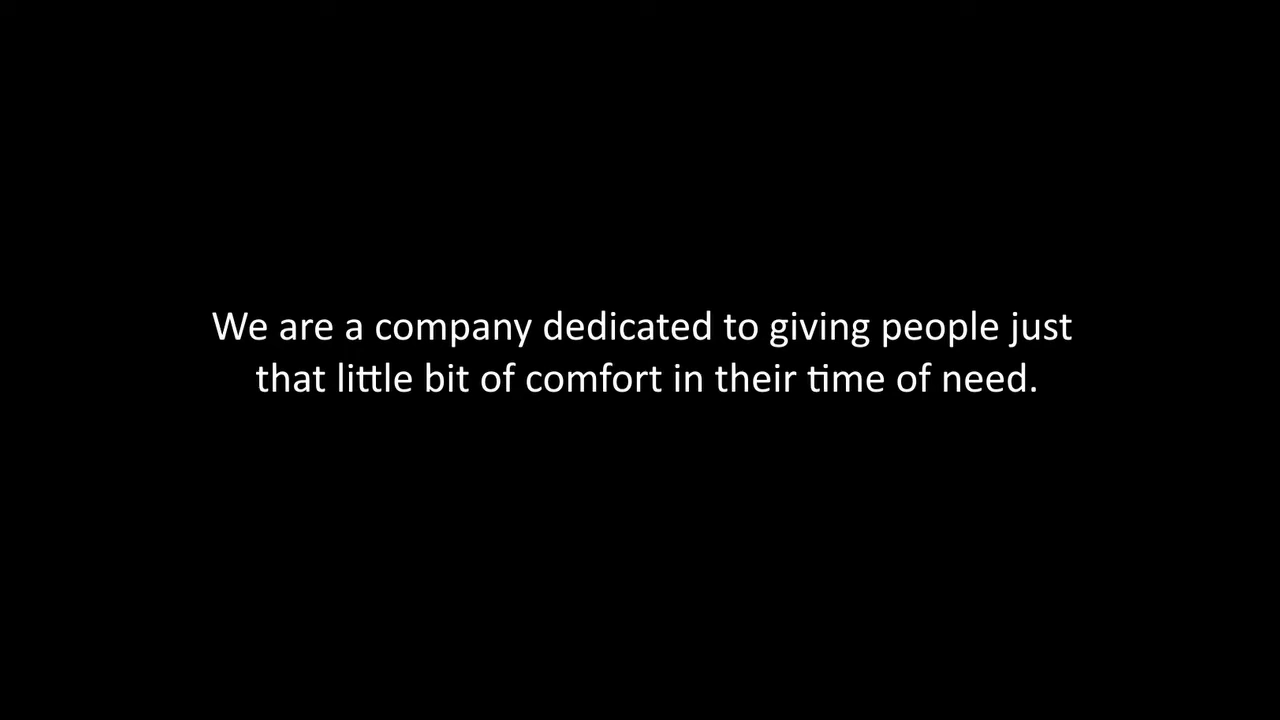 We are a company dedicated to giving people just
that little bit of comfort in their time of need.